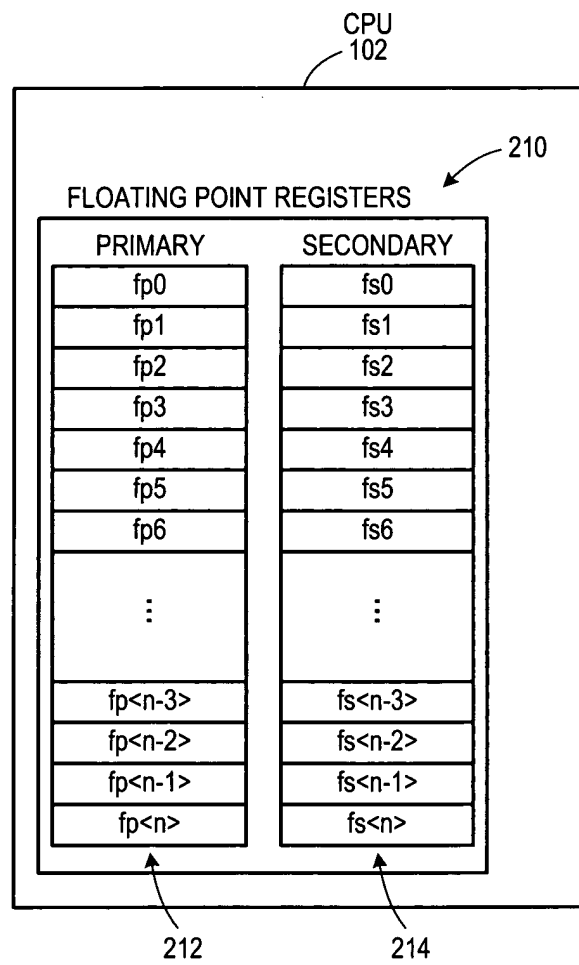 CPU
102
210
FLOATING POINT REGISTERS
PRIMARY SECONDARY
fp0 fs0
fp1 fs1
fp2 fs2
fp3 fs3
fp4 fs4
fp5 fs5
fp6 fs6
⋮ ⋮
fp<n-3> fs<n-3>
fp<n-2> fs<n-2>
fp<n-1> fs<n-1>
fp<n> fs<n>
212 214